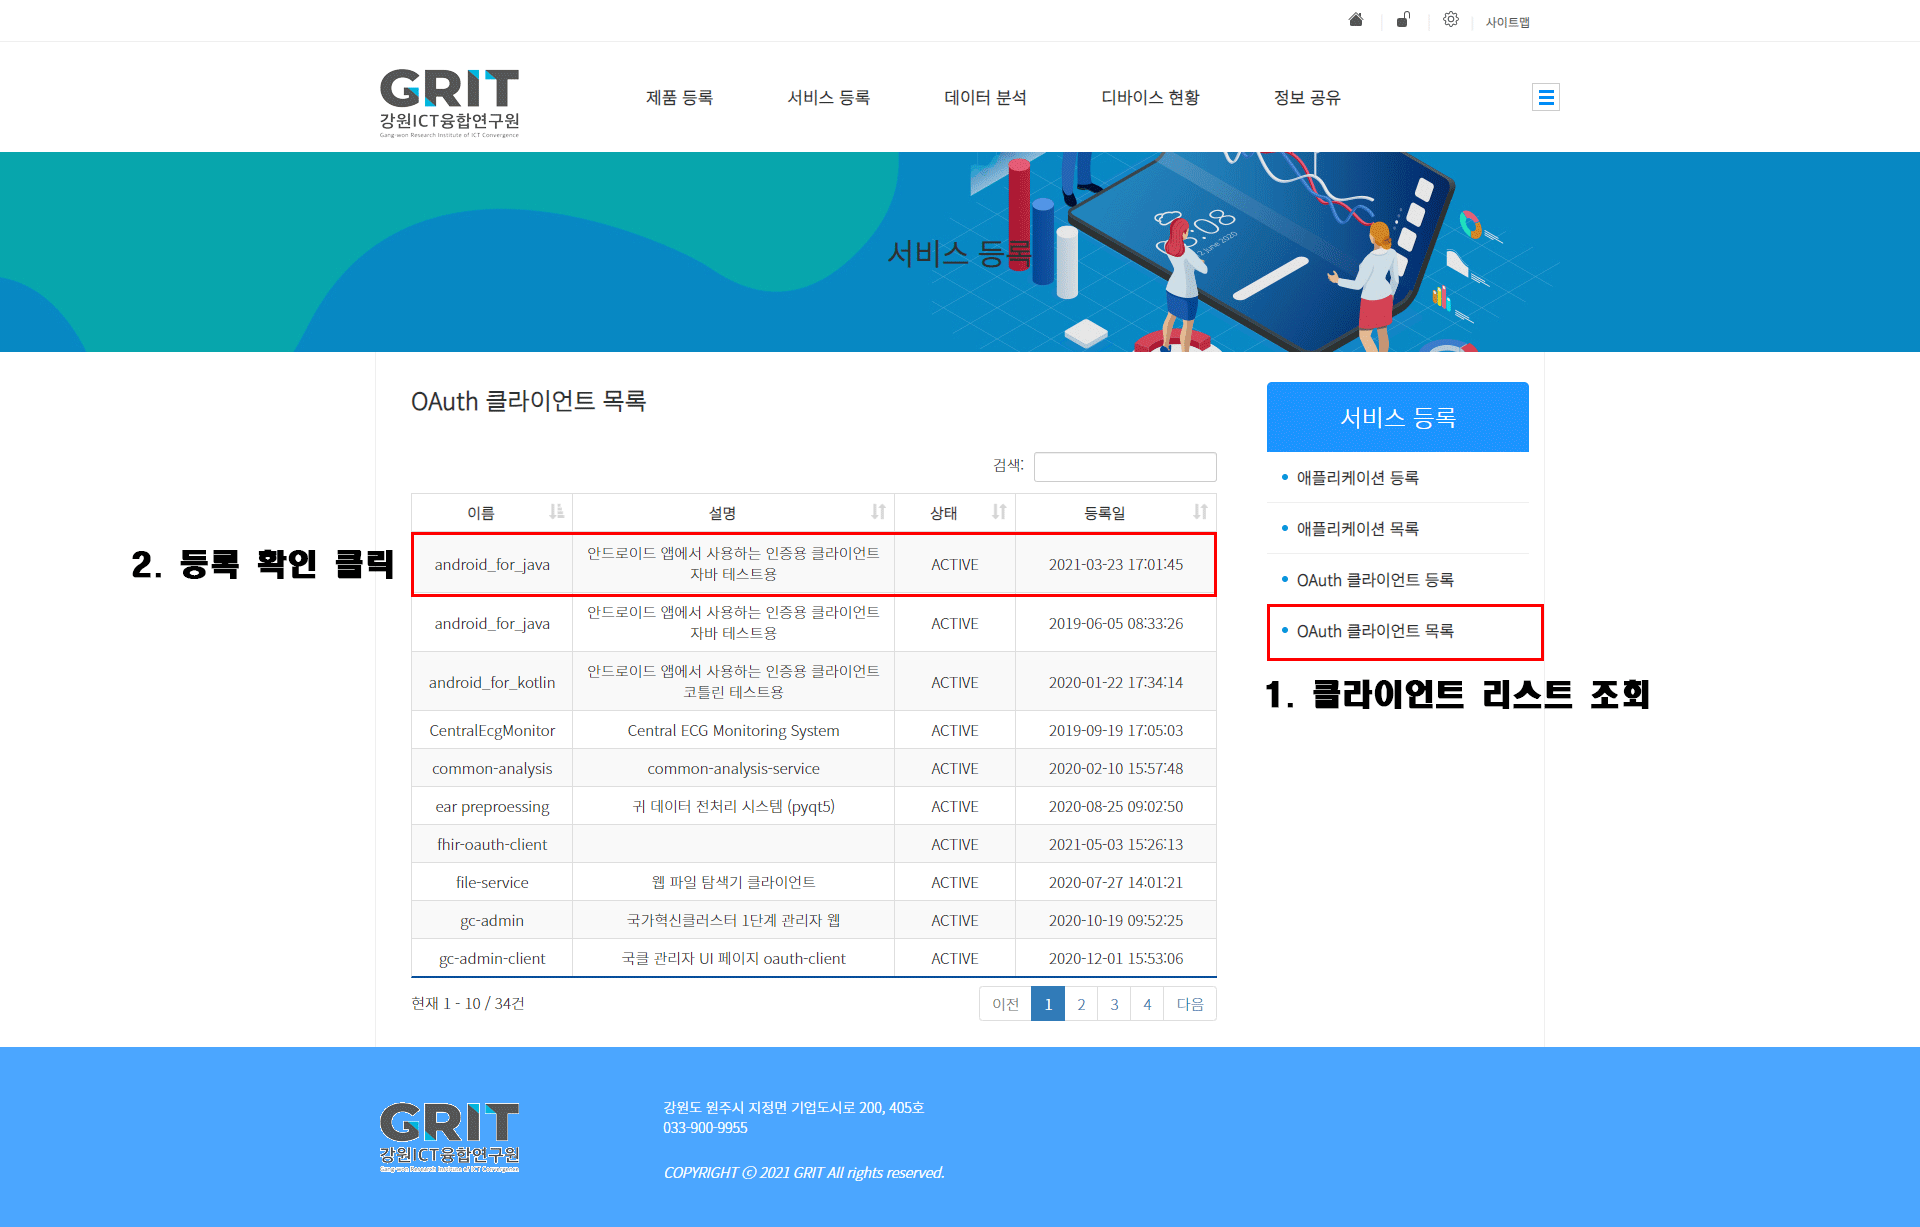 사이트맵
GRIT
강원ICT융합연구원
Gang-won Research Institute of ICT Convergence
제품 등록
서비스 등록
데이터 분석
디바이스 현황
정보 공유
서비스 등록
OAuth 클라이언트 목록
검색:
이름 설명 상태 등록일
android_for_java 안드로이드 앱에서 사용하는 인증용 클라이언트 ACTIVE 2021-03-23 17:01:45
자바 테스트용
android_for_java 안드로이드 앱에서 사용하는 인증용 클라이언트 ACTIVE 2019-06-05 08:33:26
자바 테스트용
android_for_kotlin 안드로이드 앱에서 사용하는 인증용 클라이언트 ACTIVE 2020-01-22 17:34:14
코틀린 테스트용
CentralEcgMonitor Central ECG Monitoring System ACTIVE 2019-09-19 17:05:03
common-analysis common-analysis-service ACTIVE 2020-02-10 15:57:48
ear preproessing 귀 데이터 전처리 시스템 (pyqt5) ACTIVE 2020-08-25 09:02:50
fhir-oauth-client ACTIVE 2021-05-03 15:26:13
file-service 웹 파일 탐색기 클라이언트 ACTIVE 2020-07-27 14:01:21
gc-admin 국가혁신클러스터 1단계 관리자 웹 ACTIVE 2020-10-19 09:52:25
gc-admin-client 국클 관리자 UI 페이지 oauth-client ACTIVE 2020-12-01 15:53:06
현재 1 - 10 / 34건
이전 1 2 3 4 다음
2. 등록 확인 클릭
서비스 등록
애플리케이션 등록
애플리케이션 목록
OAuth 클라이언트 등록
OAuth 클라이언트 목록
1. 클라이언트 리스트 조회
GRIT
강원ICT융합연구원
Gang-won Research Institute of ICT Convergence
강원도 원주시 지정면 기업도시로 200, 405호
033-900-9955
COPYRIGHT ⓒ 2021 GRIT All rights reserved.